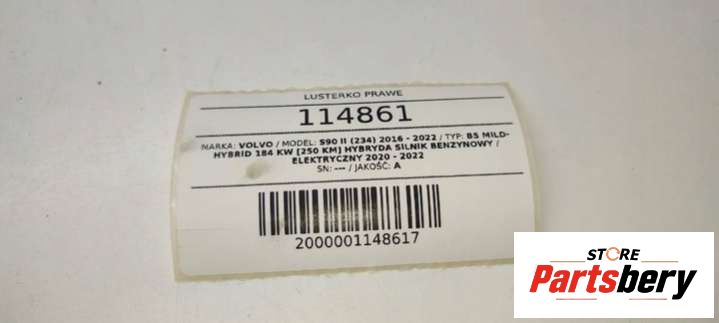 LUSTERKO PRAWE
114861
MARKA: VOLVO / MODEL: S90 II (234) 2016 - 2022 / TYP: B5 MILD-
HYBRID 184 KW [250 KM] HYBRYDA SILNIK BENZYNOWY /
ELEKTRYCZNY 2020 - 2022
SN: --- / JAKOŚĆ: A
2000001148617
STORE
Partsbery